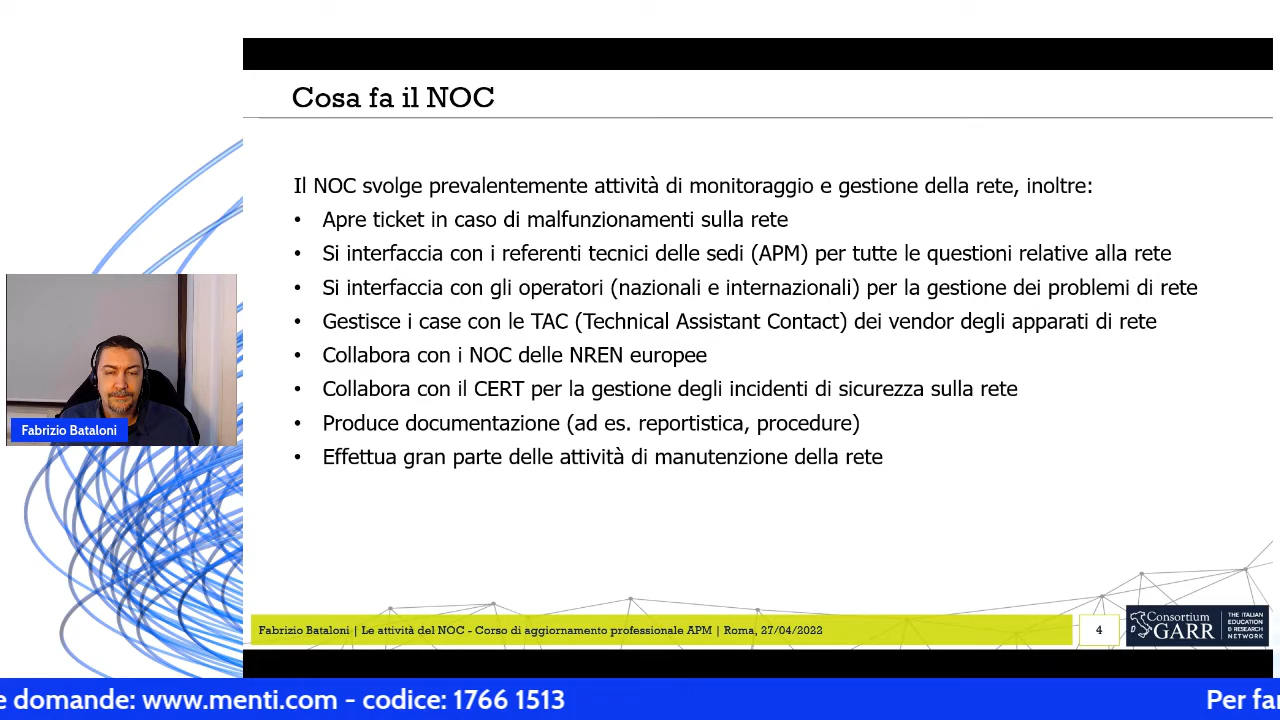 Cosa fa il NOC
Il NOC svolge prevalentemente attività di monitoraggio e gestione della rete, inoltre:
• Apre ticket in caso di malfunzionamenti sulla rete
• Si interfaccia con i referenti tecnici delle sedi (APM) per tutte le questioni relative alla rete
• Si interfaccia con gli operatori (nazionali e internazionali) per la gestione dei problemi di rete
• Gestisce i case con le TAC (Technical Assistant Contact) dei vendor degli apparati di rete
• Collabora con i NOC delle NREN europee
• Collabora con il CERT per la gestione degli incidenti di sicurezza sulla rete
• Produce documentazione (ad es. reportistica, procedure)
• Effettua gran parte delle attività di manutenzione della rete
Fabrizio Bataloni
Fabrizio Bataloni | Le attività del NOC - Corso di aggiornamento professionale APM | Roma, 27/04/2022
4
Consortium
GARR
THE ITALIAN
EDUCATION
& RESEARCH
NETWORK
e domande: www.menti.com - codice: 1766 1513
Per far